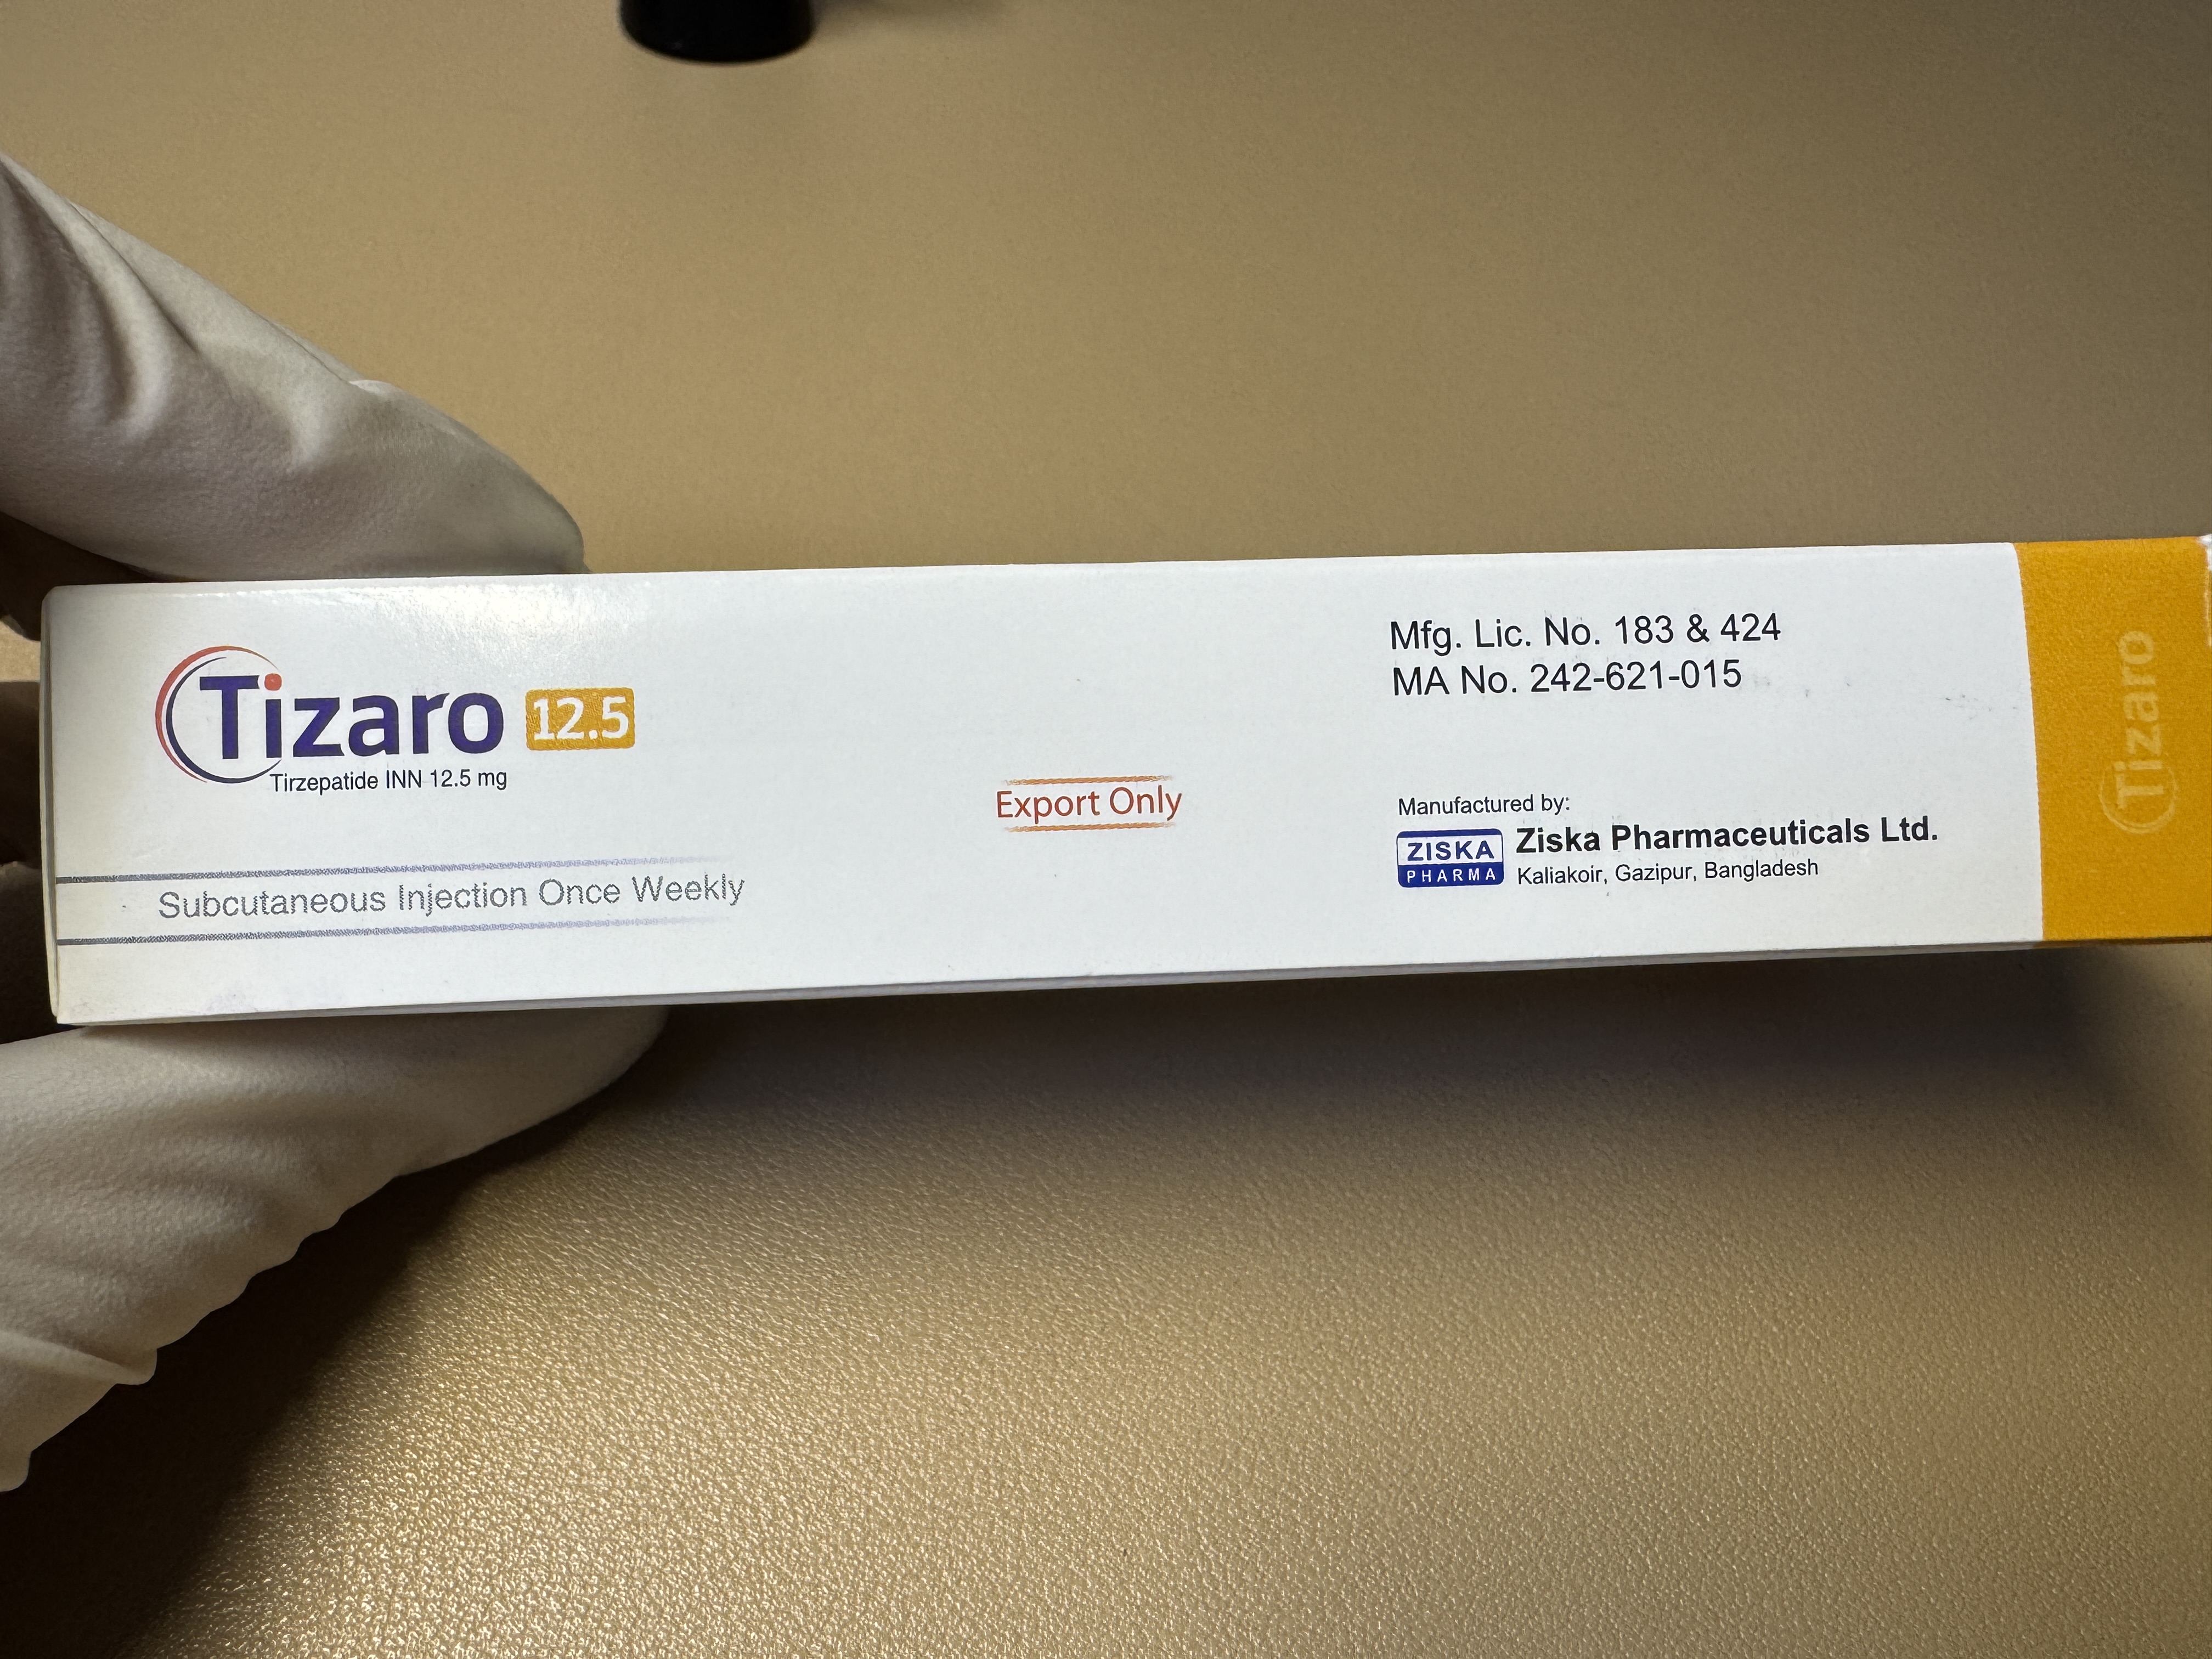 Tizaro 12.5
Tirzepatide INN 12.5 mg
Subcutaneous Injection Once Weekly
Export Only
Mfg. Lic. No. 183 & 424
MA No. 242-621-015
Manufactured by:
ZISKA
PHARMA
Ziska Pharmaceuticals Ltd.
Kaliakoir, Gazipur, Bangladesh
Tizaro